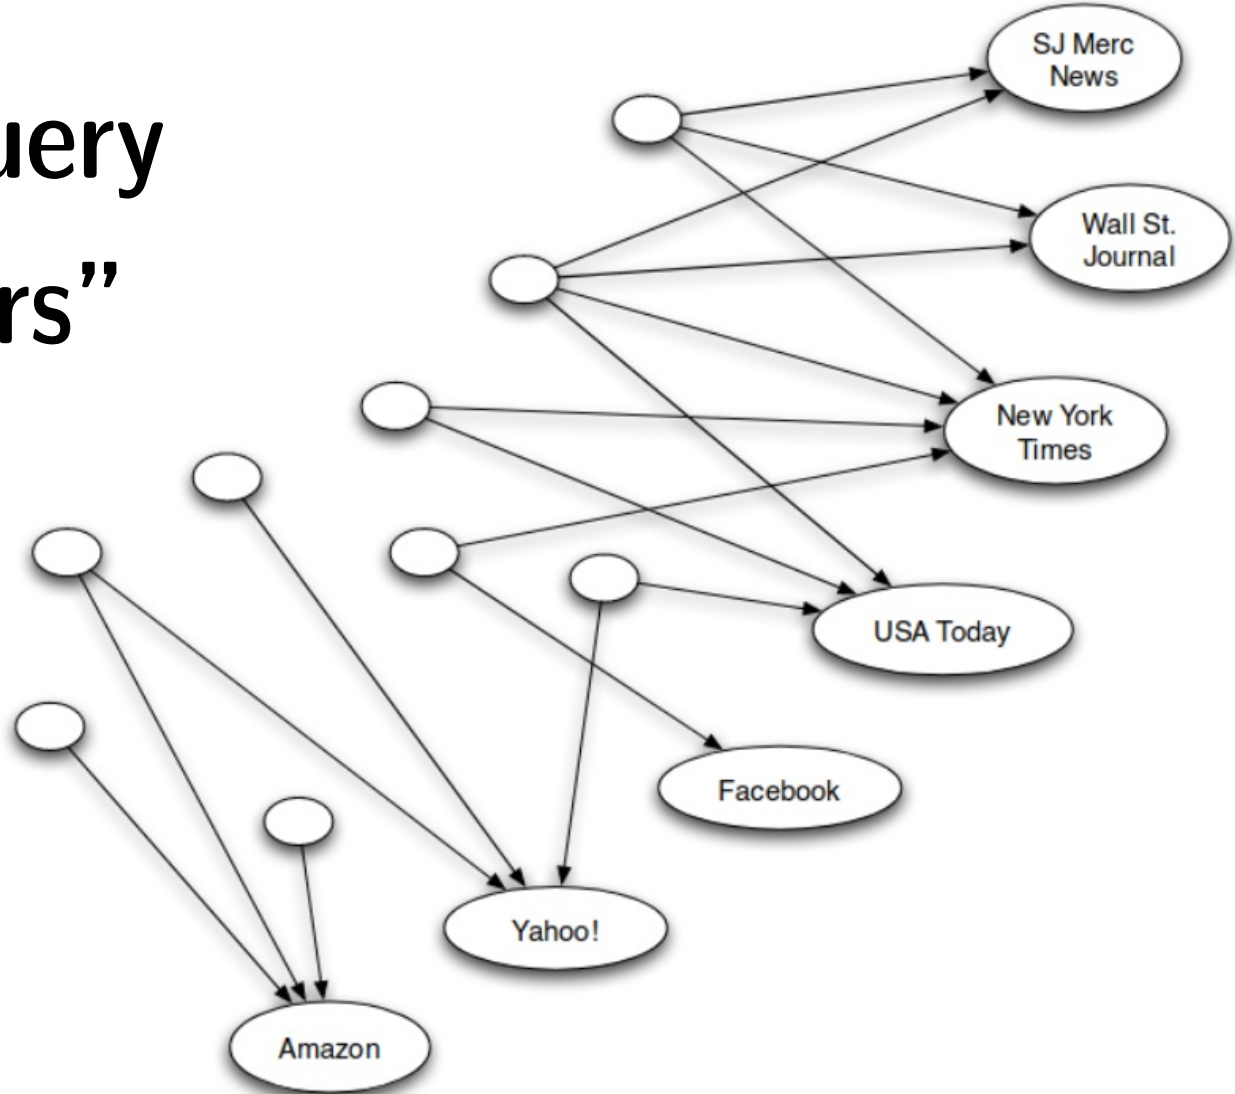 uery
rs”
SJ Merc
News
Wall St.
Journal
New York
Times
USA Today
Facebook
Yahoo!
Amazon